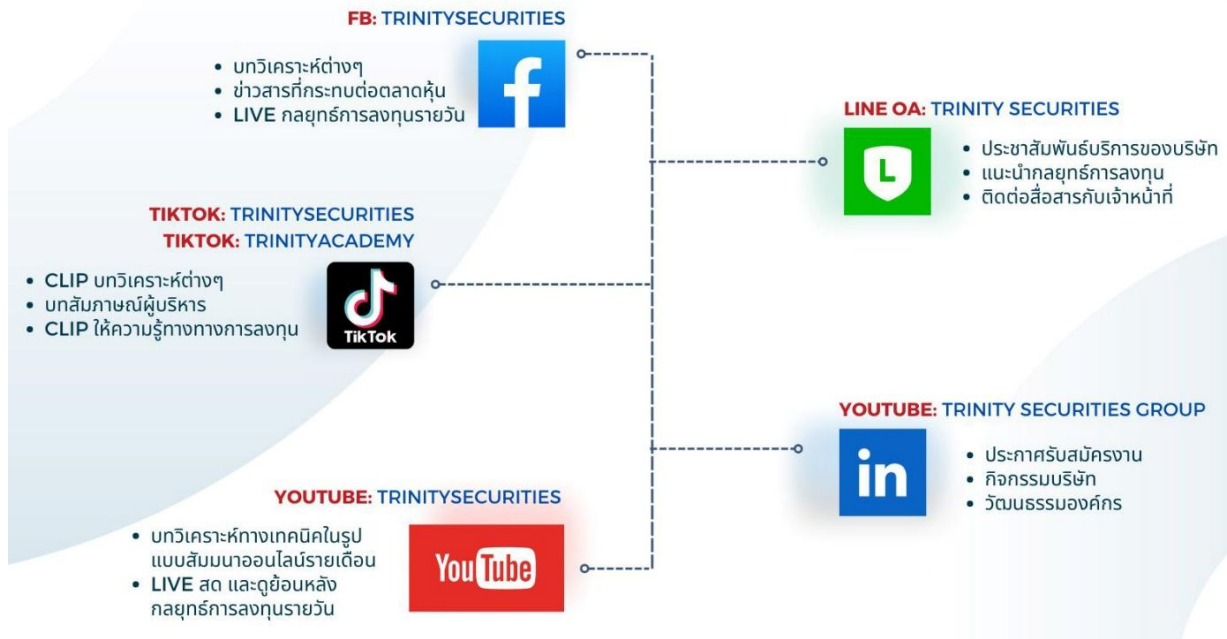 FB: TRINITYSECURITIES
• บทวิเคราะห์ต่างๆ
• ข่าวสารที่กระทบต่อตลาดหุ้น
• LIVE กลยุทธ์การลงทุนรายวัน
LINE OA: TRINITY SECURITIES
L
• ประชาสัมพันธ์บริการของบริษัท
• แนะนำกลยุทธ์การลงทุน
• ติดต่อสื่อสารกับเจ้าหน้าที่
TIKTOK: TRINITYSECURITIES
TIKTOK: TRINITYACADEMY
• CLIP บทวิเคราะห์ต่างๆ
• บทสัมภาษณ์ผู้บริหาร
• CLIP ให้ความรู้ทางทางการลงทุน
TikTok
YOUTUBE: TRINITY SECURITIES GROUP
in
• ประกาศรับสมัครงาน
• กิจกรรมบริษัท
• วัฒนธรรมองค์กร
YOUTUBE: TRINITYSECURITIES
• บทวิเคราะห์ทางเทคนิคในรูป
แบบสัมมนาออนไลน์รายเดือน
• LIVE สด และดูย้อนหลัง
กลยุทธ์การลงทุนรายวัน
YouTube